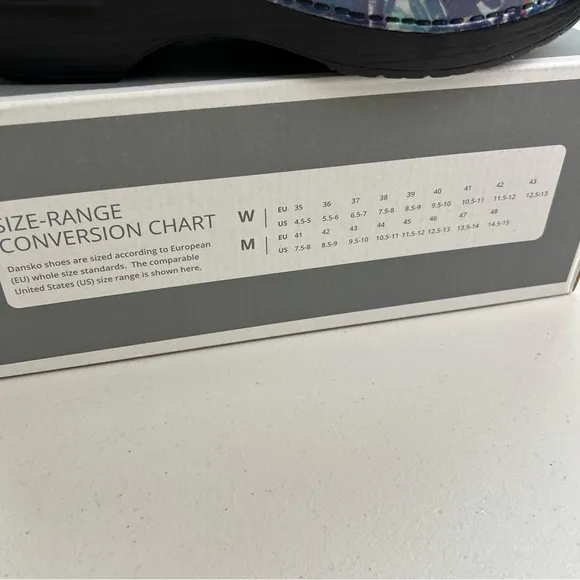 SIZE-RANGE
CONVERSION CHART
Dansko shoes are sized according to European
(EU) whole size standards. The comparable
United States (US) size range is shown here.
W EU 35 36 37 38 39 40 41 42 43
US 4.5-5 5.5-6 6.5-7 7.5-8 8.5-9 9.5-10 10.5-11 11.5-12 12.5-13
M EU 41 42 43 44 45 46 47 48
US 7.5-8 8.5-9 9.5-10 10.5-11 11.5-12 12.5-13 13.5-14 14.5-15